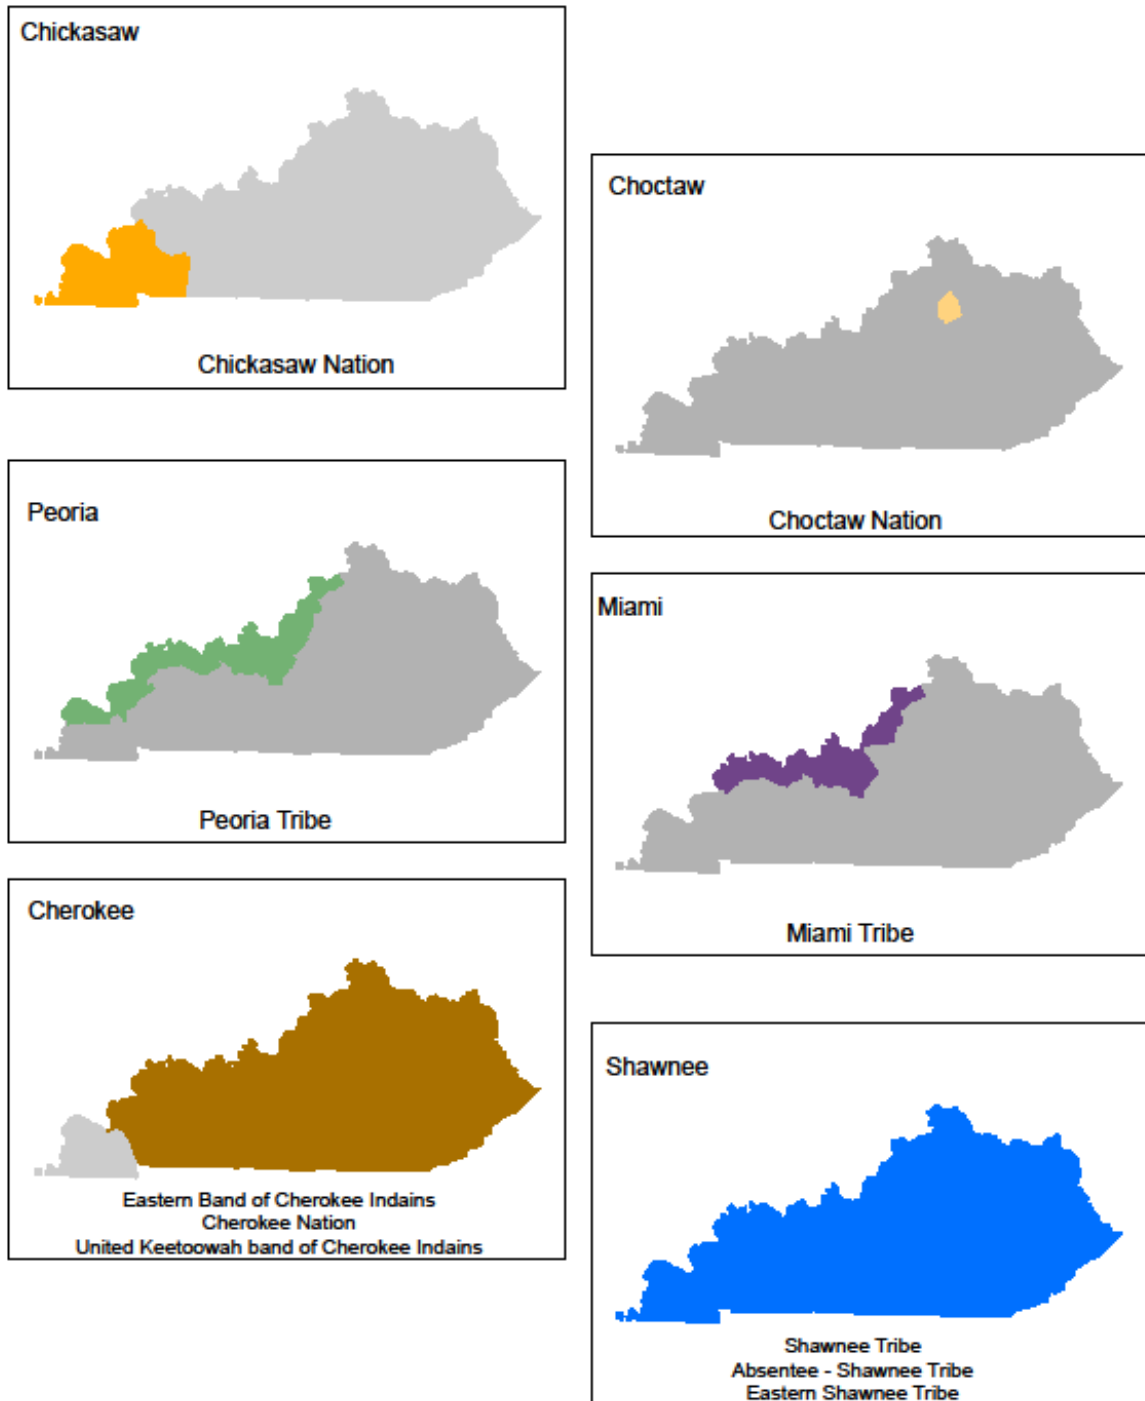 Chickasaw
Chickasaw Nation
Choctaw
Choctaw Nation
Peoria
Peoria Tribe
Miami
Miami Tribe
Cherokee
Eastern Band of Cherokee Indains
Cherokee Nation
United Keetoowah band of Cherokee Indains
Shawnee
Shawnee Tribe
Absentee - Shawnee Tribe
Eastern Shawnee Tribe